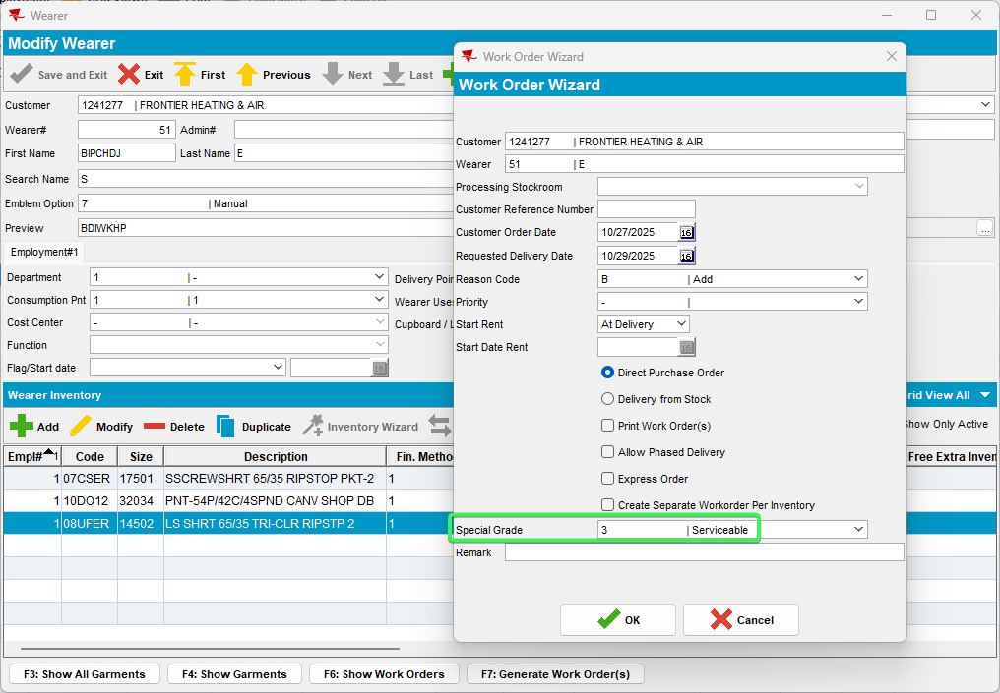 Wearer
Modify Wearer
Save and Exit Exit First Previous Next Last
Customer 1241277 FRONTIER HEATING & AIR
Wearer# 51 Admin#
First Name BIPCHDJ Last Name E
Search Name S
Emblem Option 7 Manual
Preview BDIWKHP ...
Employment#1
Department 1 - Delivery Poin
Consumption Pnt 1 1 Wearer Use
Cost Center - - Cupboard / L
Function
Flag/Start date 16
Wearer Inventory rid View All
Add Modify Delete Duplicate Inventory Wizard how Only Active
Empl# 1 Code Size Description Fin. Metho Free Extra Inven
1 07CSER 17501 SSCREWSHRT 65/35 RIPSTOP PKT-2 1
1 10DO12 32034 PNT-54P/42C/4SPND CANV SHOP DB 1
1 08UFER 14502 LS SHRT 65/35 TRI-CLR RIPSTP 2 1
F3: Show All Garments F4: Show Garments F6: Show Work Orders F7: Generate Work Order(s)
Work Order Wizard
Work Order Wizard
Customer 1241277 FRONTIER HEATING & AIR
Wearer 51 E
Processing Stockroom
Customer Reference Number
Customer Order Date 10/27/2025 16
Requested Delivery Date 10/29/2025 16
Reason Code B Add
Priority -
Start Rent At Delivery
Start Date Rent 16
Direct Purchase Order
Delivery from Stock
Print Work Order(s)
Allow Phased Delivery
Express Order
Create Separate Workorder Per Inventory
Special Grade 3 Serviceable
Remark
OK Cancel